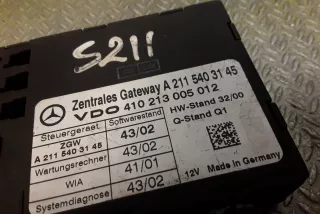 S211
Zentrales Gateway A 211 540 31 45
VDO 410 213 005 012
Steuergeraet Softwarestand HW-Stand 32/00
ZGW 43/02 Q-Stand Q1
A 211 540 31 45 43/02
Wartungsrechner 41/01
WIA 43/02
Systemdiagnose 12V Made in Germany